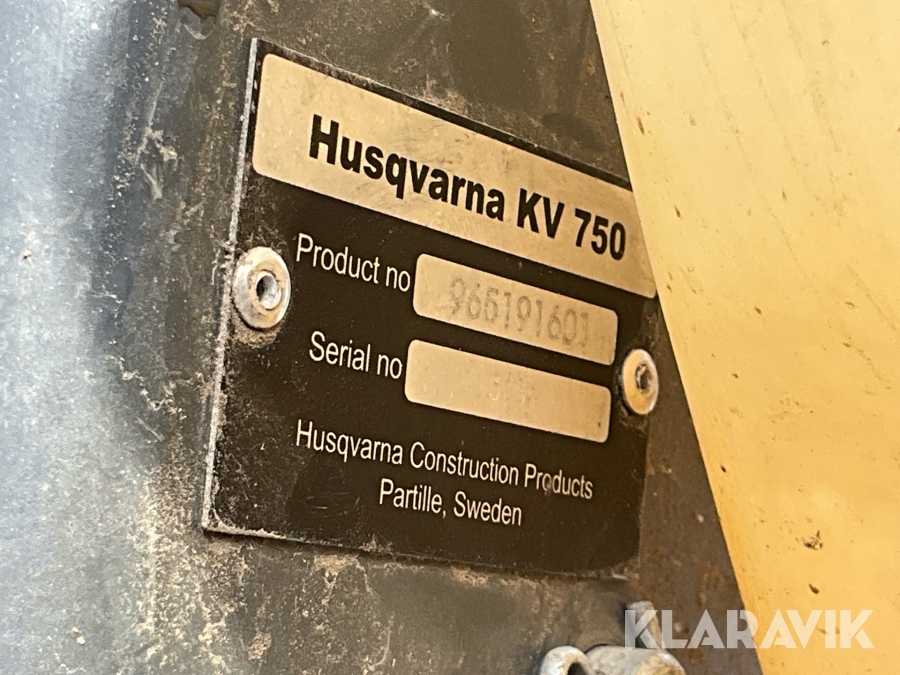 Husqvarna KV 750
Product no 965191601
Serial no
Husqvarna Construction Products
Partille, Sweden
KLARAVIK